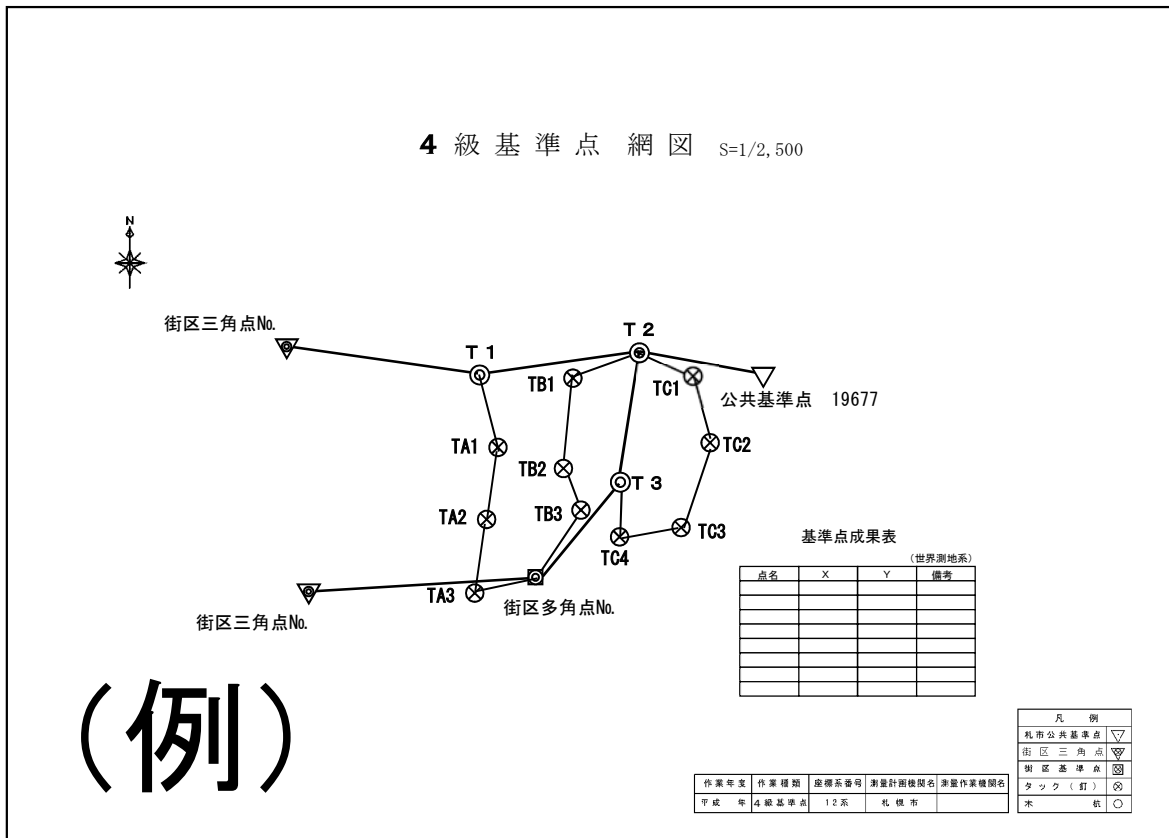 4級基準点 網図 S=1/2,500
N
街区三角点No.
T 1
T 2
TB1
TC1
公共基準点 19677
TA1
TB2
TC2
T 3
TA2
TB3
TC3
TC4
TA3
街区多角点No.
街区三角点No.
基準点成果表
(世界測地系)
点名 X Y 備考
(例)
凡 例
札市公共基準点
街区三角点
街区基準点
タック(釘)
木 杭
作業年度 作業種類 座標系番号 測量計画機関名 測量作業機関名
平成 年 4級基準点 12系 札幌市